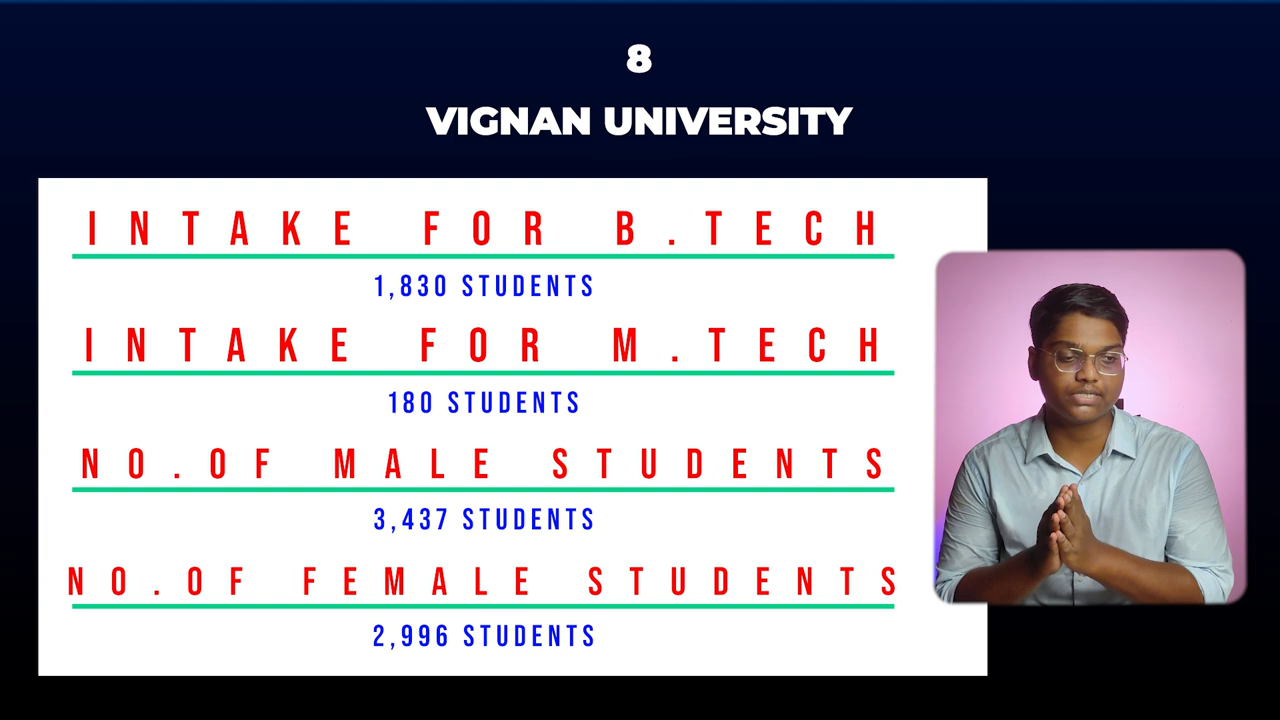 8
VIGNAN UNIVERSITY
INTAKE FOR B.TECH
1,830 STUDENTS
INTAKE FOR M.TECH
180 STUDENTS
NO.OF MALE STUDENTS
3,437 STUDENTS
NO.OF FEMALE STUDENTS
2,996 STUDENTS